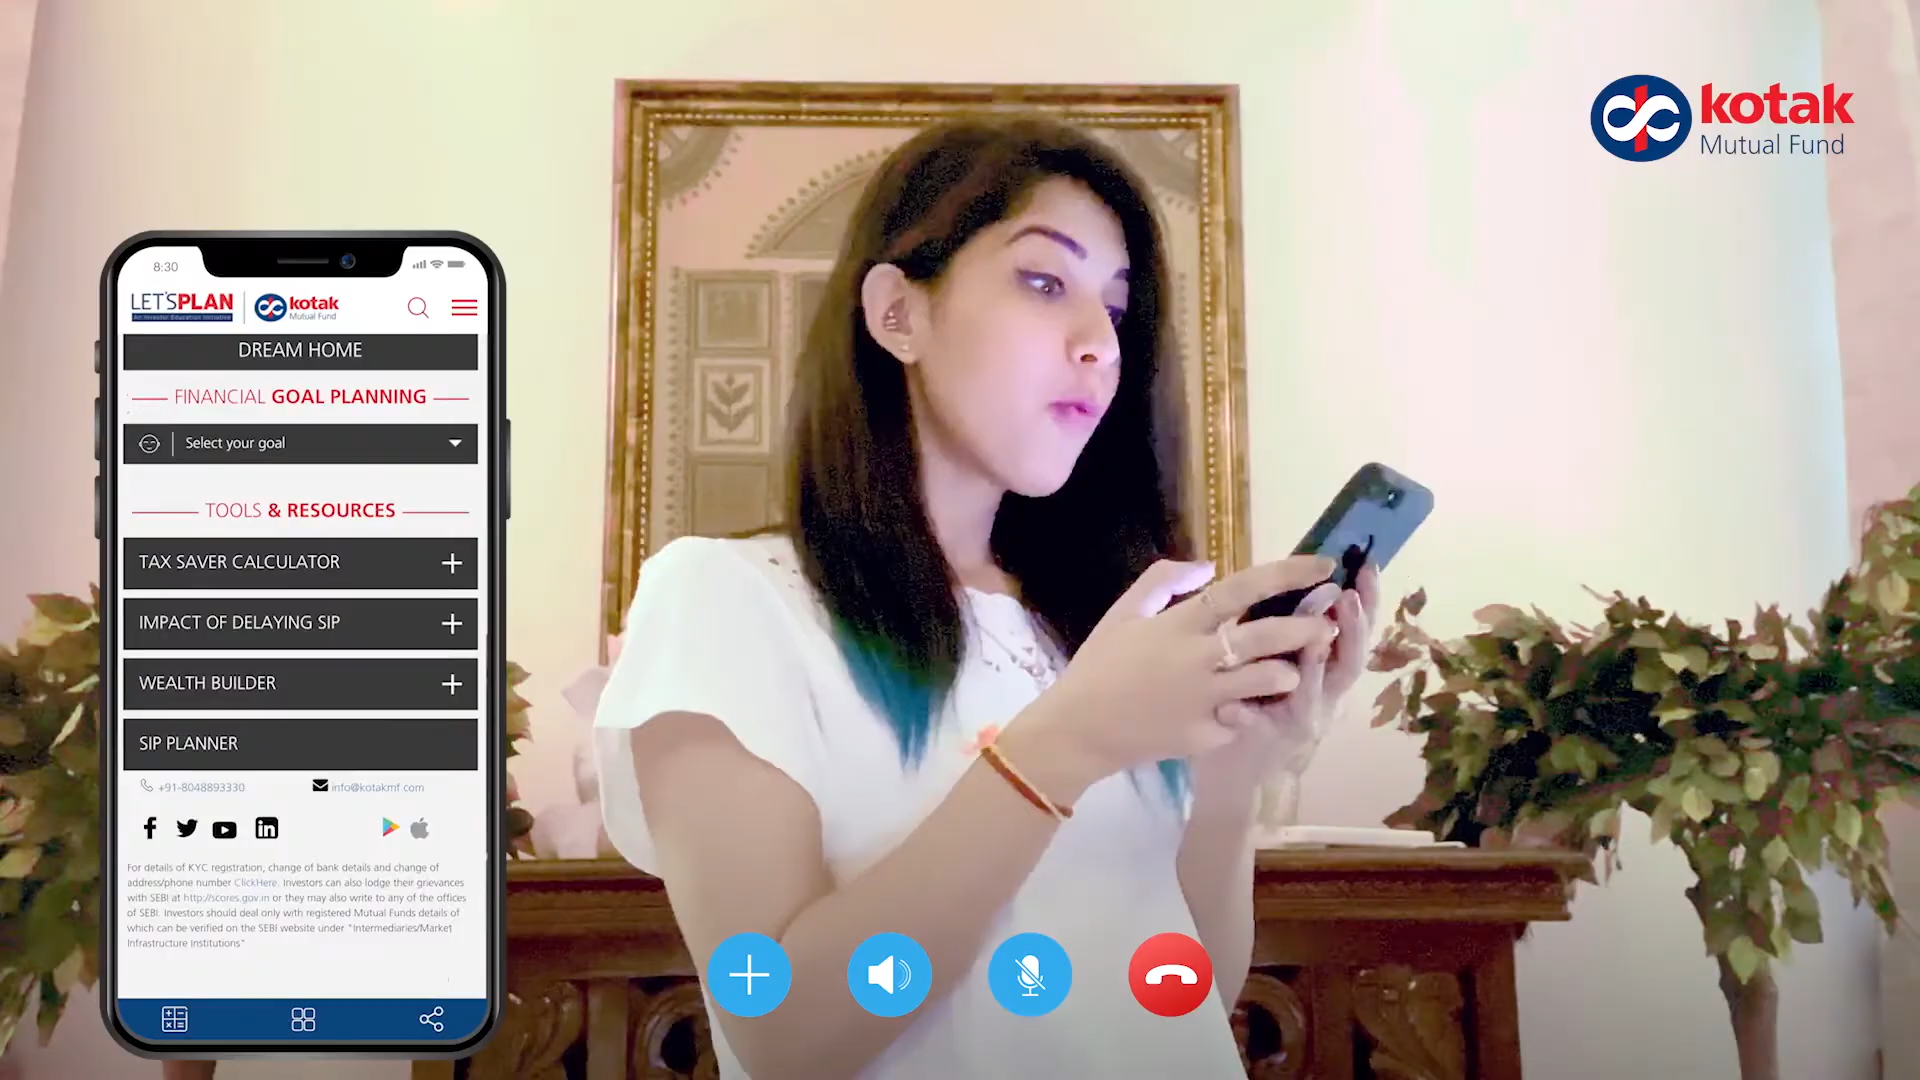 kotak
Mutual Fund
8:30
LET'SPLAN
An Investor Education Initiative
kotak
Mutual Fund
DREAM HOME
FINANCIAL GOAL PLANNING
Select your goal
TOOLS & RESOURCES
TAX SAVER CALCULATOR
IMPACT OF DELAYING SIP
WEALTH BUILDER
SIP PLANNER
+91-8048893330
info@kotakmf.com
For details of KYC registration, change of bank details and change of
address/phone number ClickHere. Investors can also lodge their grievances
with SEBI at http://scores.gov.in or they may also write to any of the offices
of SEBI. Investors should deal only with registered Mutual Funds details of
which can be verified on the SEBI website under "Intermediaries/Market
Infrastructure Institutions"